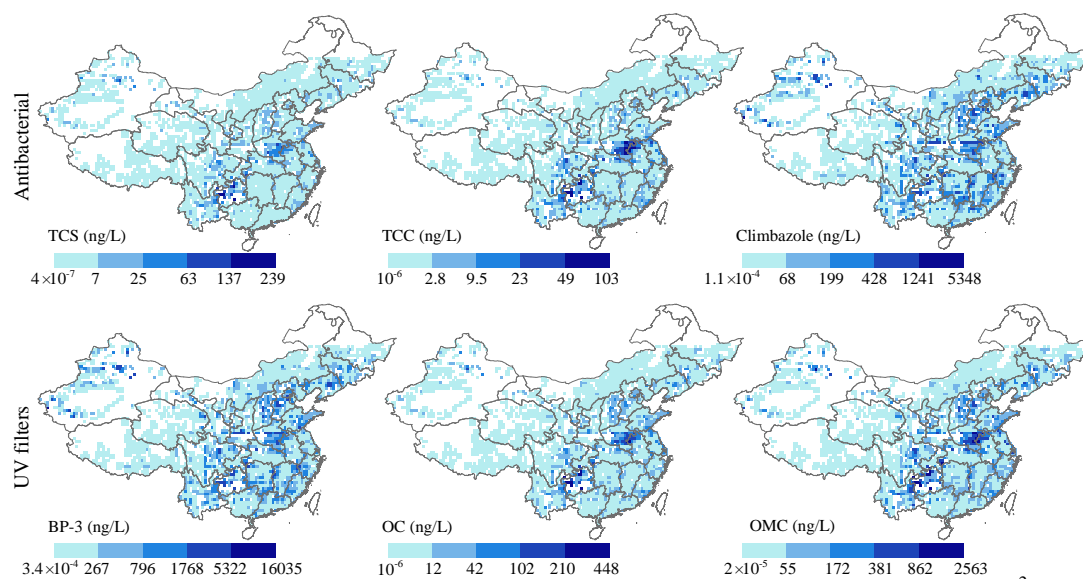 Antibacterial
TCS (ng/L)
4×10⁻⁷ 7 25 63 137 239
TCC (ng/L)
10⁻⁶ 2.8 9.5 23 49 103
Climbazole (ng/L)
1.1×10⁻⁴ 68 199 428 1241 5348
UV filters
BP-3 (ng/L)
3.4×10⁻⁴ 267 796 1768 5322 16035
OC (ng/L)
10⁻⁶ 12 42 102 210 448
OMC (ng/L)
2×10⁻⁵ 55 172 381 862 2563